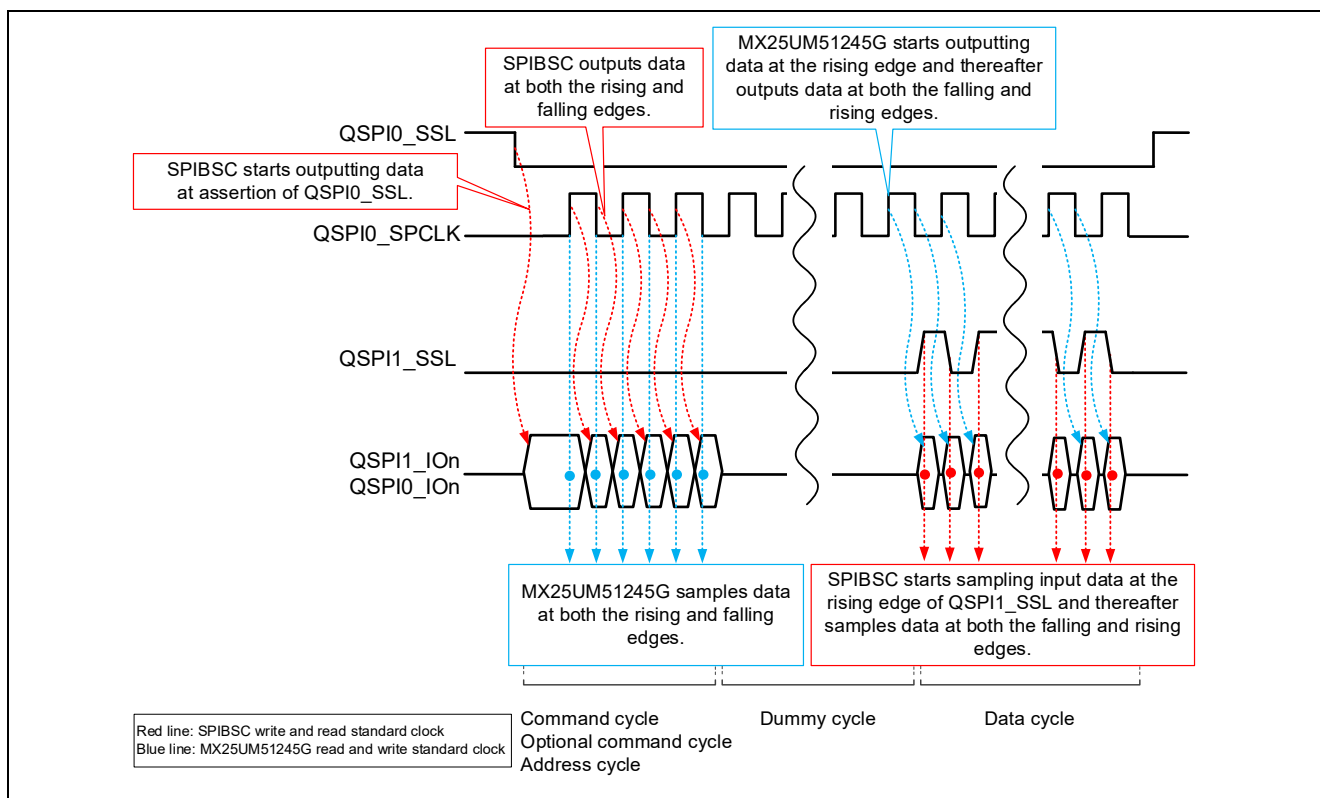 SPIBSC outputs data
at both the rising and
falling edges.
MX25UM51245G starts outputting
data at the rising edge and thereafter
outputs data at both the falling and
rising edges.
QSPI0_SSL
SPIBSC starts outputting data
at assertion of QSPI0_SSL.
QSPI0_SPCLK
QSPI1_SSL
QSPI1_IOn
QSPI0_IOn
MX25UM51245G samples data
at both the rising and falling
edges.
SPIBSC starts sampling input data at the
rising edge of QSPI1_SSL and thereafter
samples data at both the falling and rising
edges.
Red line: SPIBSC write and read standard clock
Blue line: MX25UM51245G read and write standard clock
Command cycle
Optional command cycle
Address cycle
Dummy cycle
Data cycle